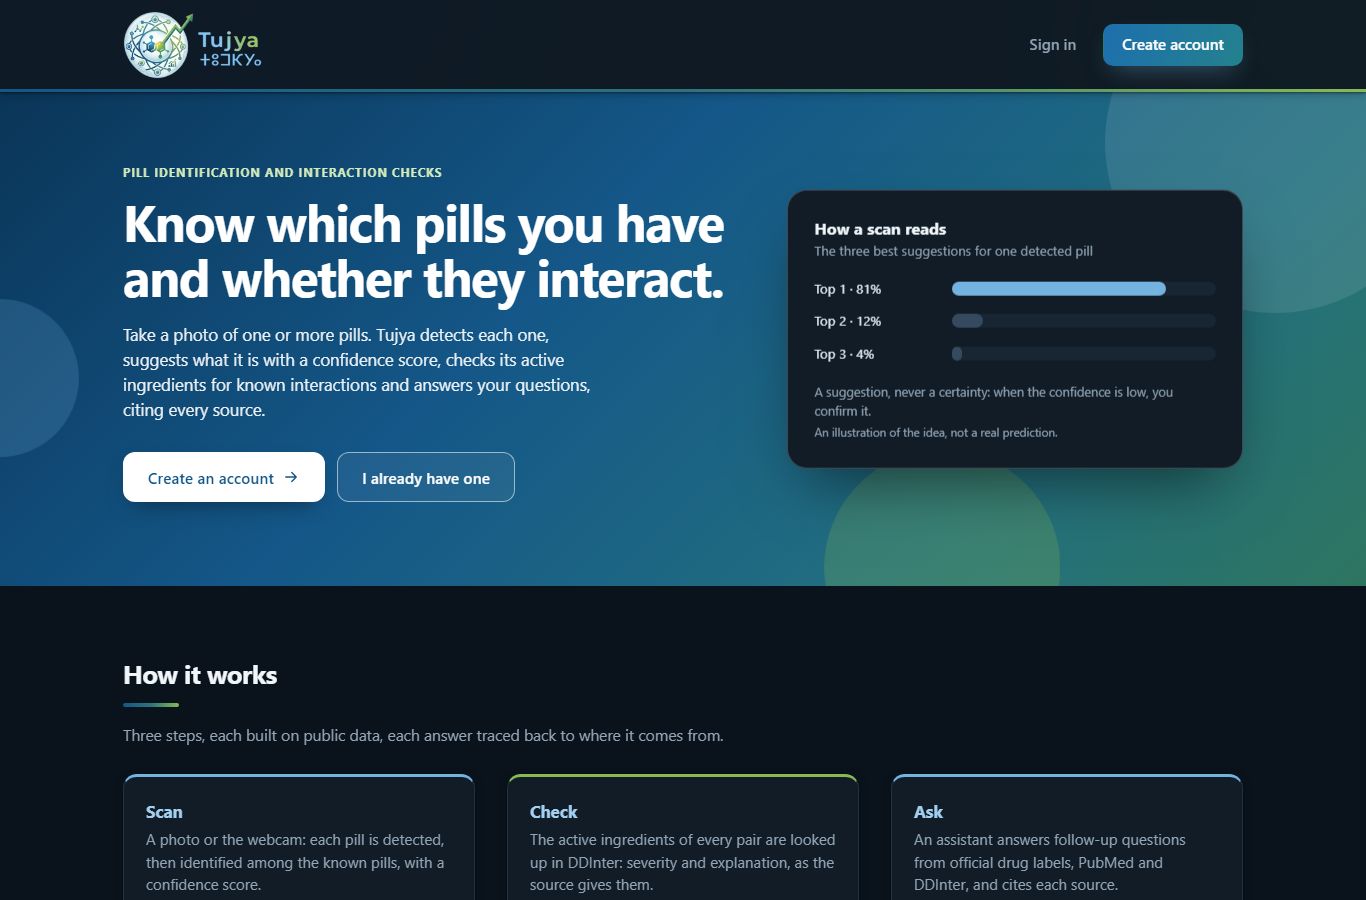 Tujya
ⵜⵓⵊⵢⴰ
Sign in
Create account
PILL IDENTIFICATION AND INTERACTION CHECKS
Know which pills you have
and whether they interact.
Take a photo of one or more pills. Tujya detects each one,
suggests what it is with a confidence score, checks its active
ingredients for known interactions and answers your questions,
citing every source.
Create an account →
I already have one
How a scan reads
The three best suggestions for one detected pill
Top 1 · 81%
Top 2 · 12%
Top 3 · 4%
A suggestion, never a certainty: when the confidence is low, you
confirm it.
An illustration of the idea, not a real prediction.
How it works
Three steps, each built on public data, each answer traced back to where it comes from.
Scan
A photo or the webcam: each pill is detected,
then identified among the known pills, with a
confidence score.
Check
The active ingredients of every pair are looked
up in DDInter: severity and explanation, as the
source gives them.
Ask
An assistant answers follow-up questions
from official drug labels, PubMed and
DDInter, and cites each source.